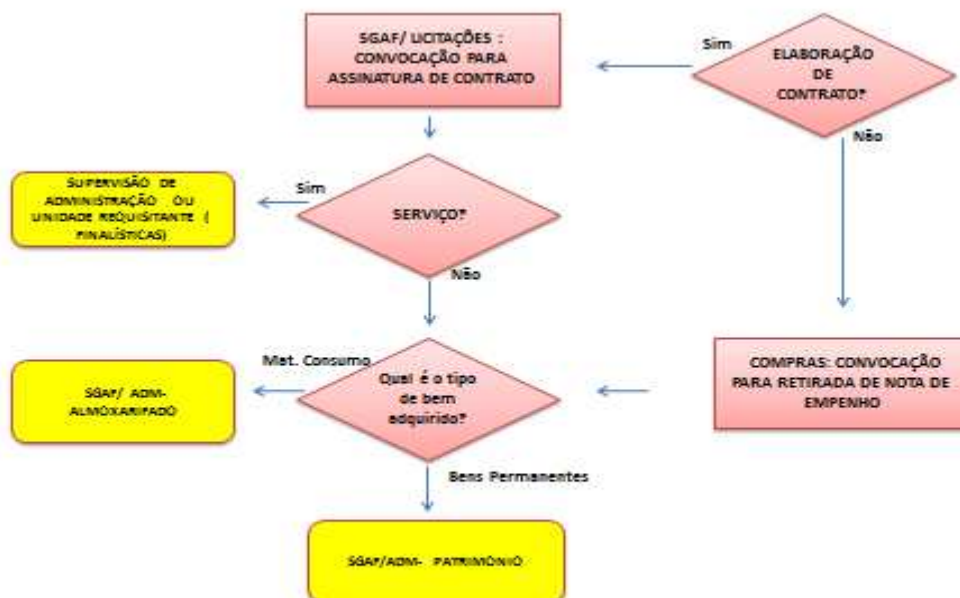 SGAF/ LICITAÇÕES :
CONVOCAÇÃO PARA
ASSINATURA DE CONTRATO
Sim
ELABORAÇÃO
DE
CONTRATO?
Não
SUPERVISÃO DE
ADMINISTRAÇÃO OU
UNIDADE REQUISITANTE (
FINALÍSTICAS)
Sim
SERVIÇO?
Não
Mat. Consumo
SGAF/ ADM-
ALMOXARIFADO
Qual é o tipo
de bem
adquirido?
COMPRAS: CONVOCAÇÃO
PARA RETIRADA DE NOTA DE
EMPENHO
Bens Permanentes
SGAF/ADM- PATRIMÔNIO